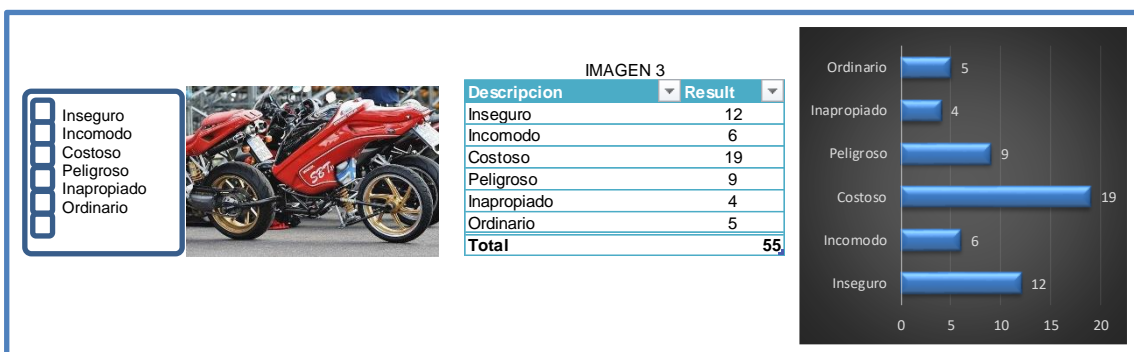 Inseguro
Incomodo
Costoso
Peligroso
Inapropiado
Ordinario
IMAGEN 3
Descripcion Result
Inseguro 12
Incomodo 6
Costoso 19
Peligroso 9
Inapropiado 4
Ordinario 5
Total 55
Ordinario 5
Inapropiado 4
Peligroso 9
Costoso 19
Incomodo 6
Inseguro 12
0 5 10 15 20